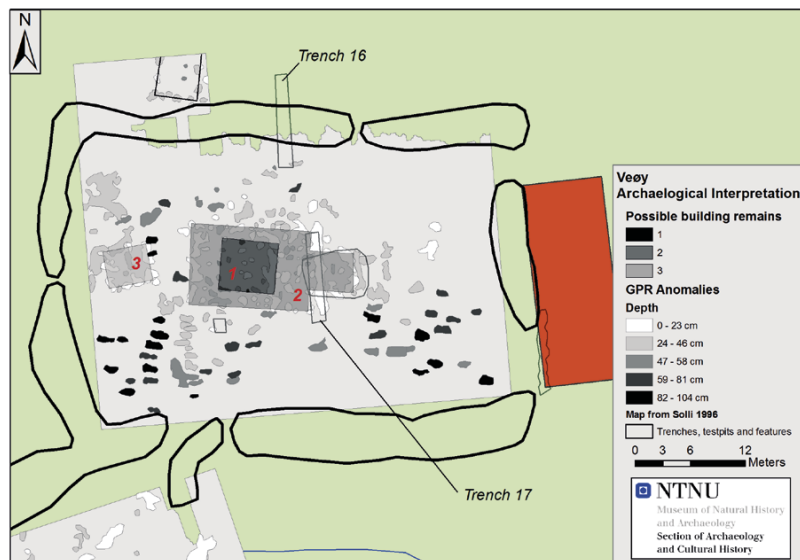 N
Trench 16
3
1
2
Trench 17
Veøy
Archaelogical Interpretation
Possible building remains
1
2
3
GPR Anomalies
Depth
0 - 23 cm
24 - 46 cm
47 - 58 cm
59 - 81 cm
82 - 104 cm
Map from Solli 1996
Trenches, testpits and features
0 3 6 12
Meters
NTNU
Museum of Natural History
and Archaeology
Section of Archaeology
and Cultural History